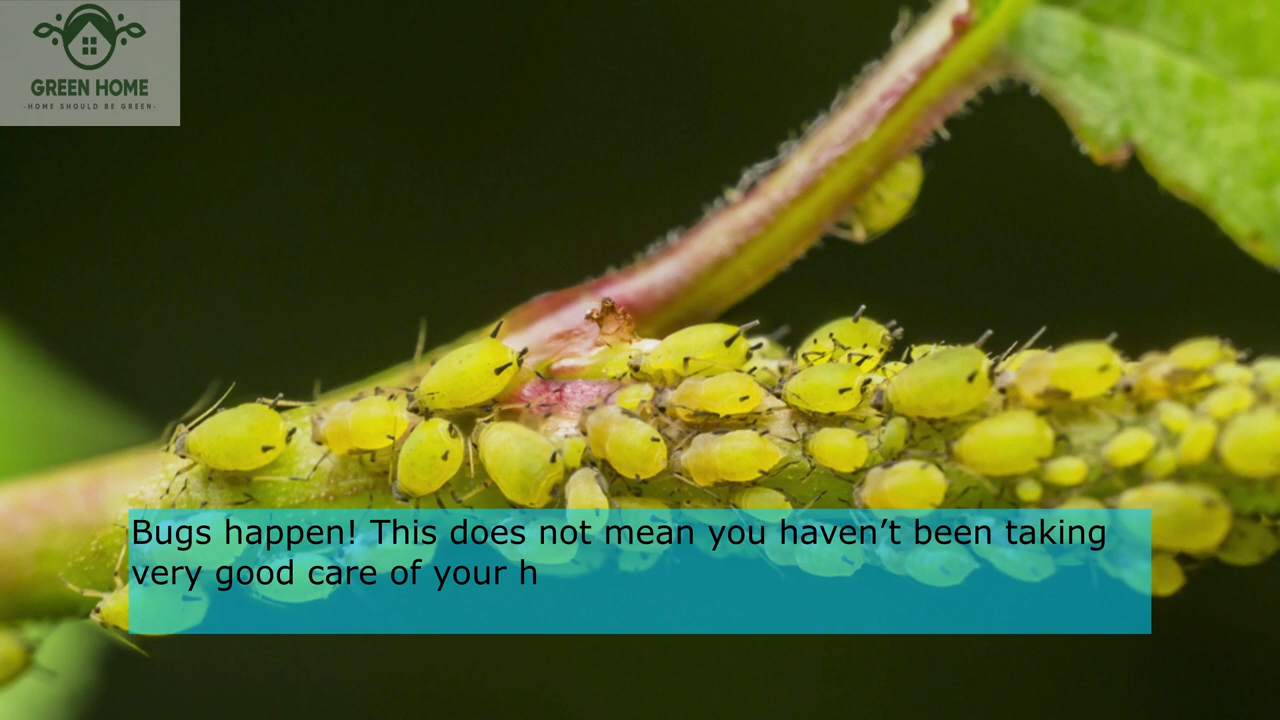 GREEN HOME
-HOME SHOULD BE GREEN-
Bugs happen! This does not mean you haven’t been taking
very good care of your h